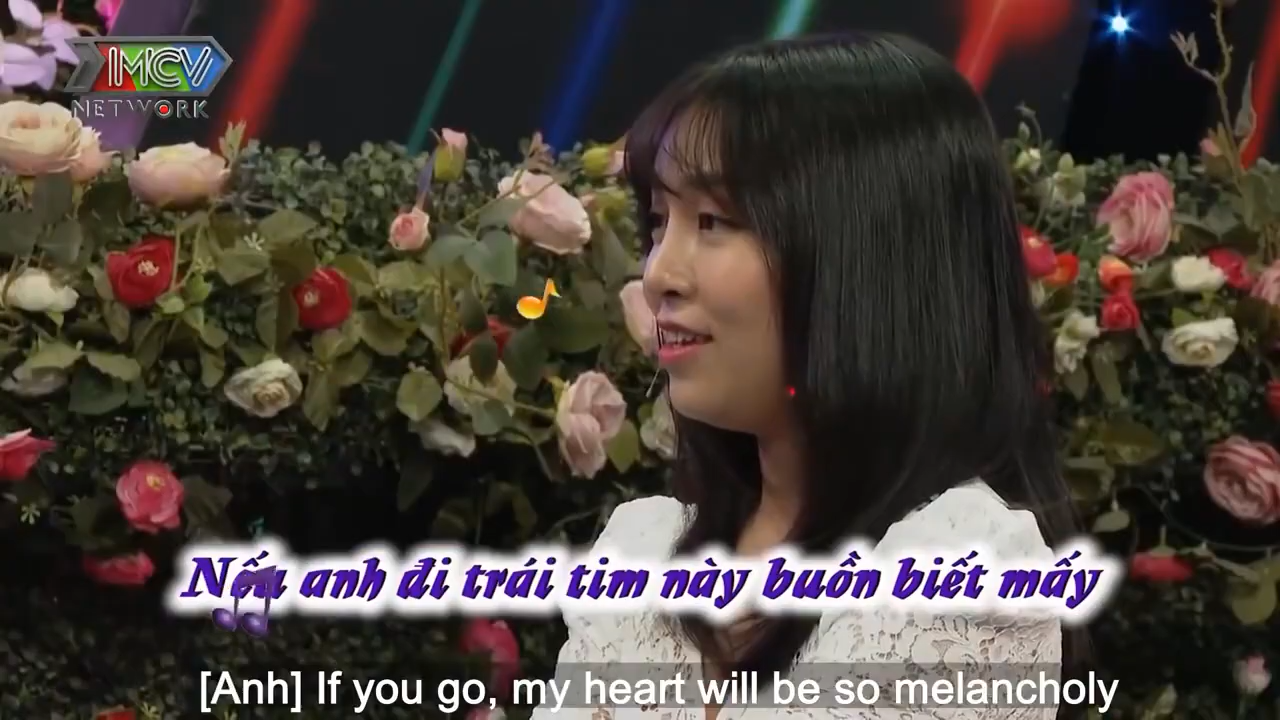 MCV
NETWORK
Nếu anh đi trái tim này buồn biết mấy
[Anh] If you go, my heart will be so melancholy